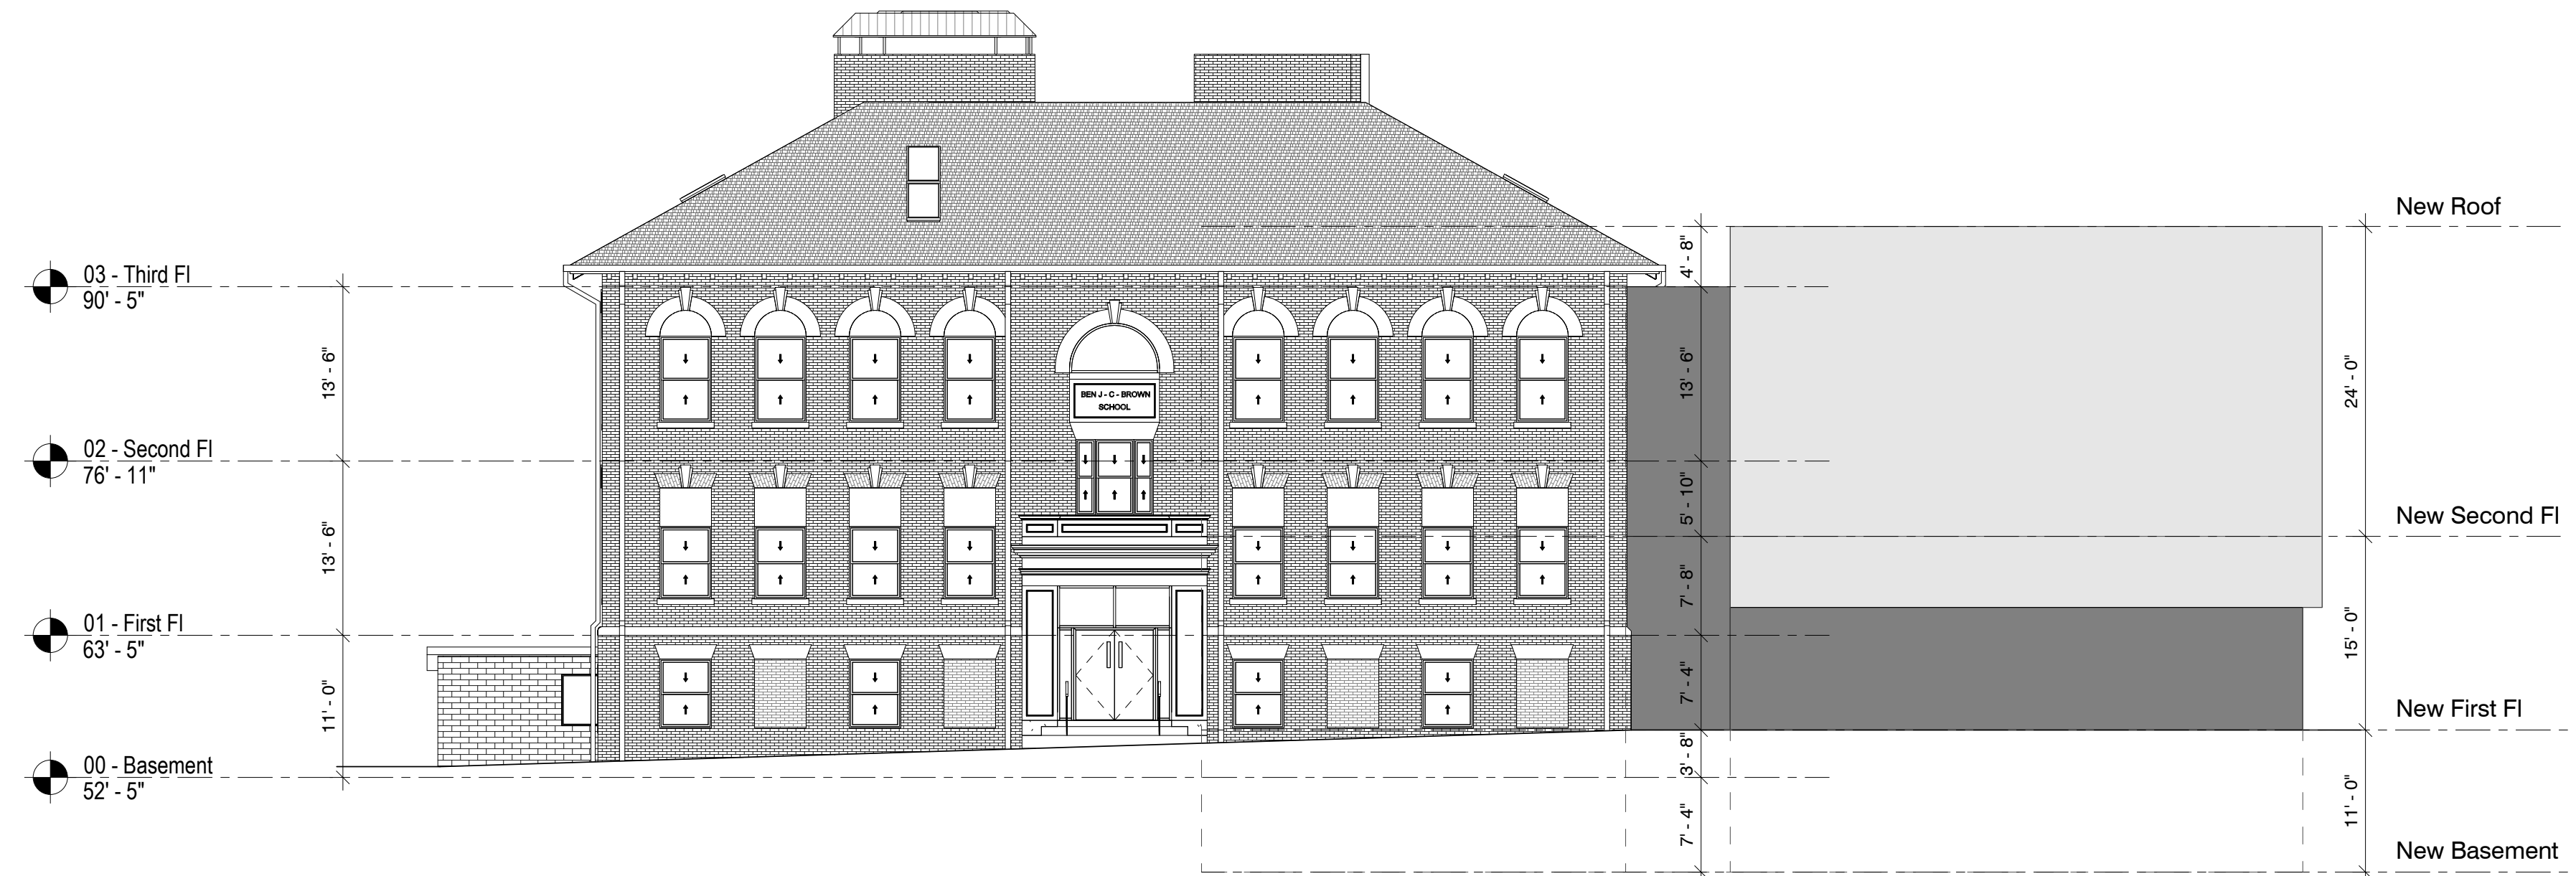 03 - Third Fl
90' - 5"
02 - Second Fl
76' - 11"
01 - First Fl
63' - 5"
00 - Basement
52' - 5"
13' - 6"
13' - 6"
11' - 0"
BEN J - C - BROWN
SCHOOL
4' - 8"
13' - 6"
5' - 10"
7' - 8"
7' - 4"
3' - 8"
7' - 4"
24' - 0"
15' - 0"
11' - 0"
New Roof
New Second Fl
New First Fl
New Basement